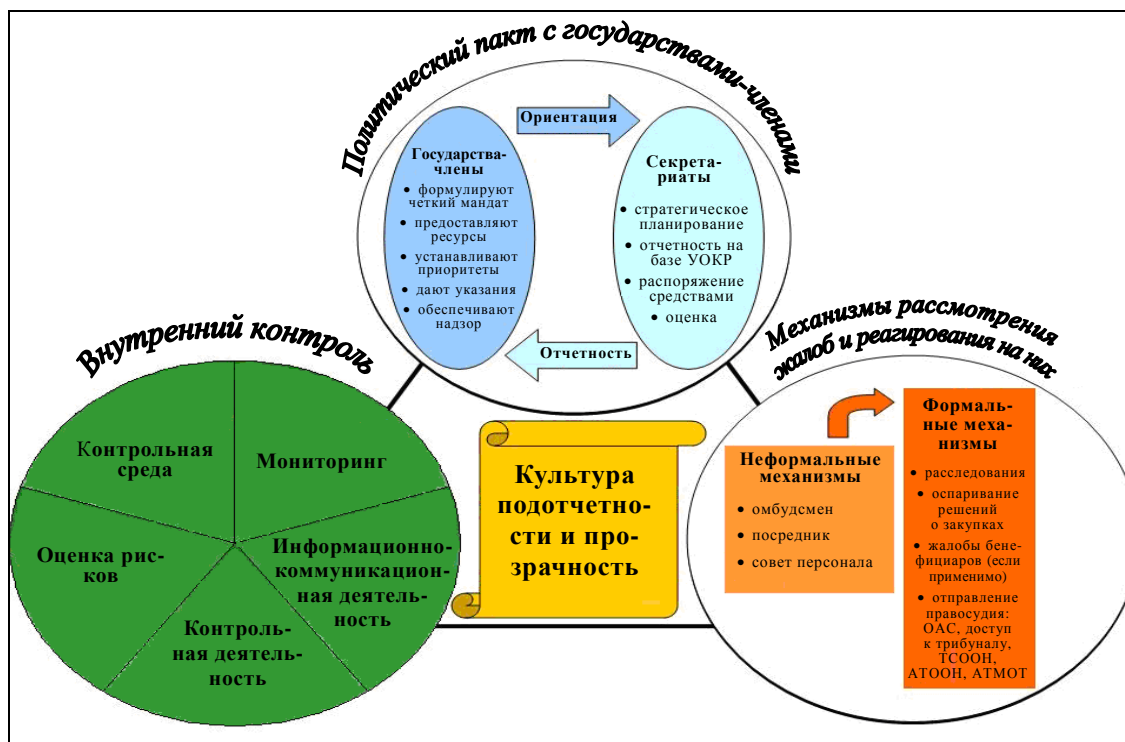 Политический пакт с государствами-членами
Ориентация
Государства-
члены
• формулируют
четкий мандат
• предоставляют
ресурсы
• устанавливают
приоритеты
• дают указания
• обеспечивают
надзор
Секрета-
риаты
• стратегическое
планирование
• отчетность на
базе УОКР
• распоряжение
средствами
• оценка
Отчетность
Внутренний контроль
Контрольная
среда
Мониторинг
Оценка рис-
ков
Информационно-
коммуникацион-
ная деятель-
ность
Контроль-
ная деятель-
ность
Культура
подотчетно-
сти и про-
зрачность
Механизмы рассмотрения
жалоб и реагирования на них
Неформальные
механизмы
• омбудсмен
• посредник
• совет персонала
Формаль-
ные меха-
низмы
• расследования
• оспаривание
решений
о закупках
• жалобы бене-
фициаров (если
применимо)
• отправление
правосудия:
ОАС, доступ
к трибуналу,
ТСООН,
АТООН, АТМОТ